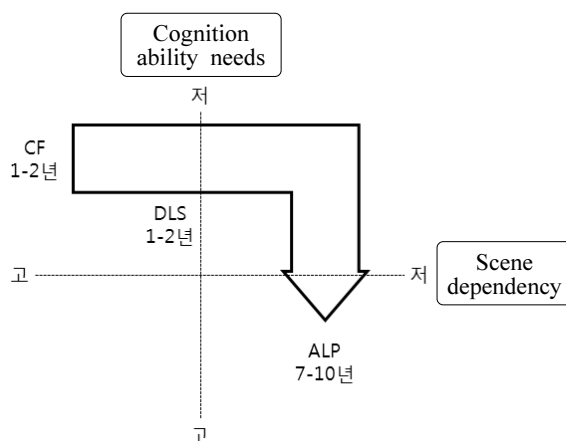 Cognition
ability needs
저
CF
1-2년
DLS
1-2년
고
저
Scene
dependency
ALP
7-10년
고